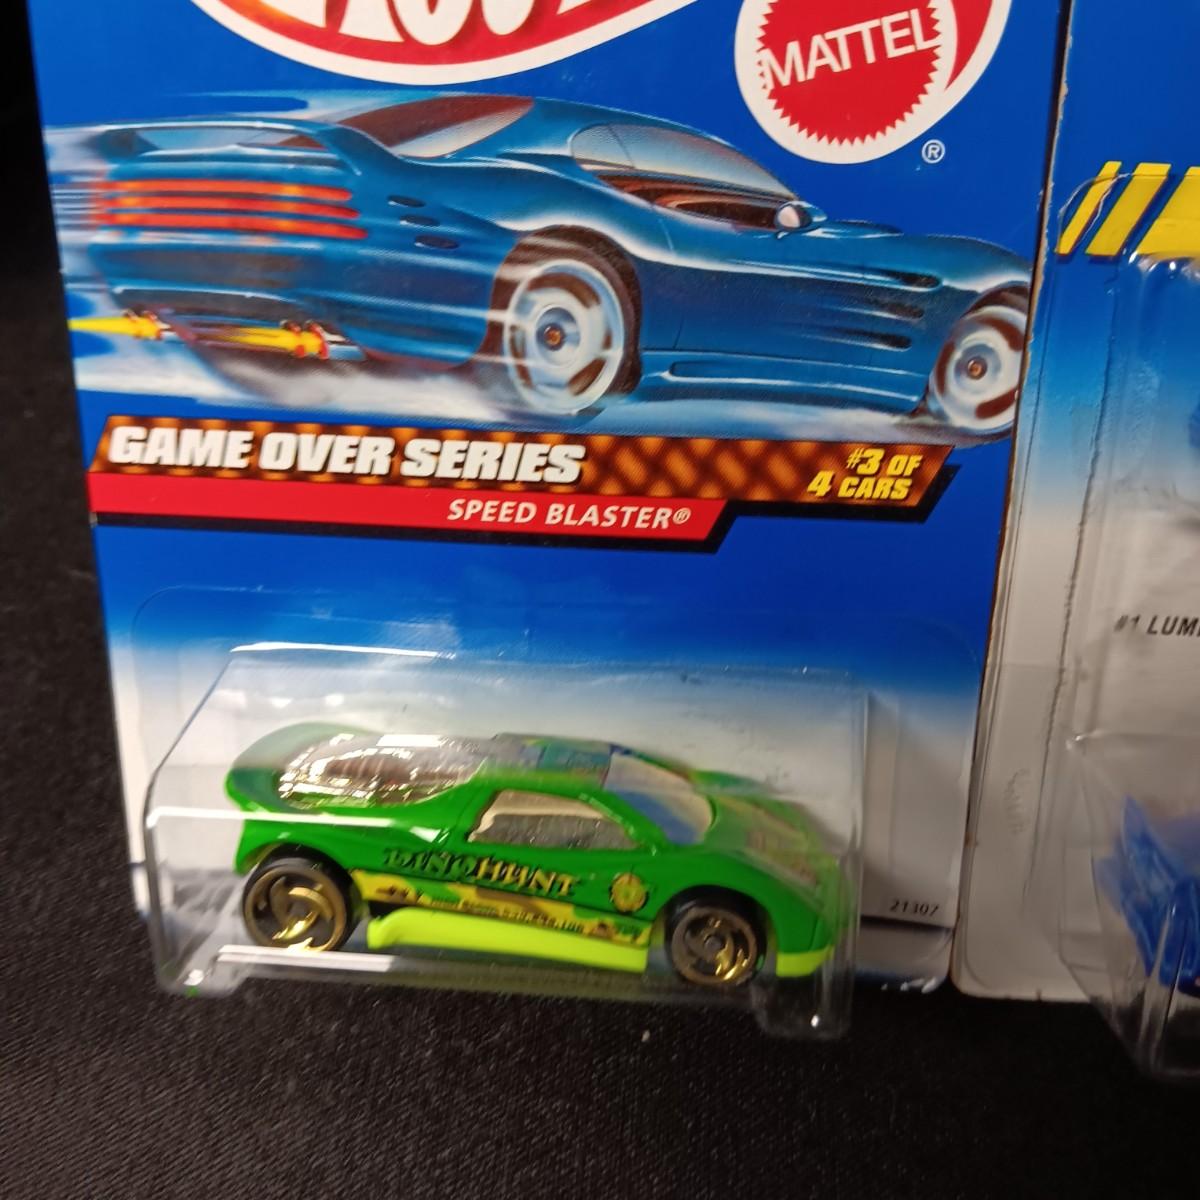 MATTEL
®
GAME OVER SERIES
#3 OF
4 CARS
SPEED BLASTER®
DINO HUNT
21307
#1 LUM